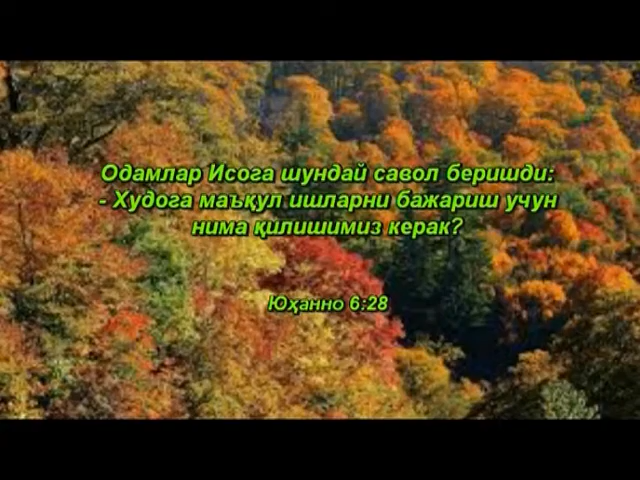 Одамлар Исога шундай савол беришди:
- Худога маъқул ишларни бажариш учун
нима қилишимиз керак?
Юҳанно 6:28